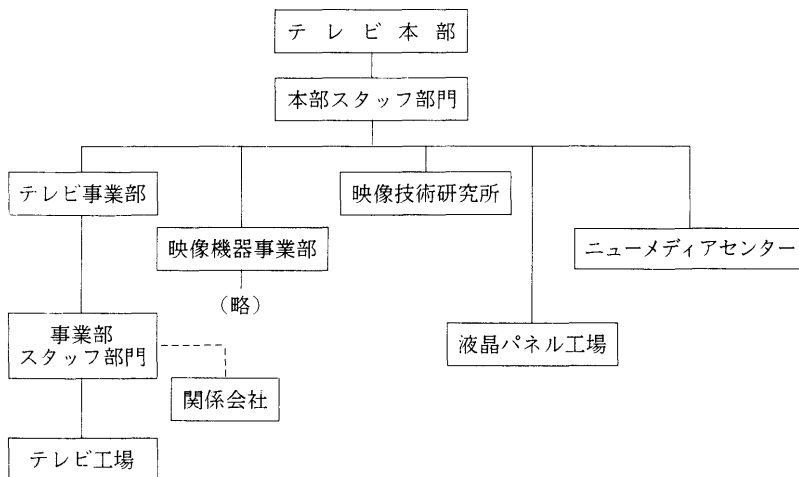 テレビ本部
本部スタッフ部門
テレビ事業部
映像技術研究所
映像機器事業部
ニューメディアセンター
(略)
事業部
スタッフ部門
液晶パネル工場
関係会社
テレビ工場